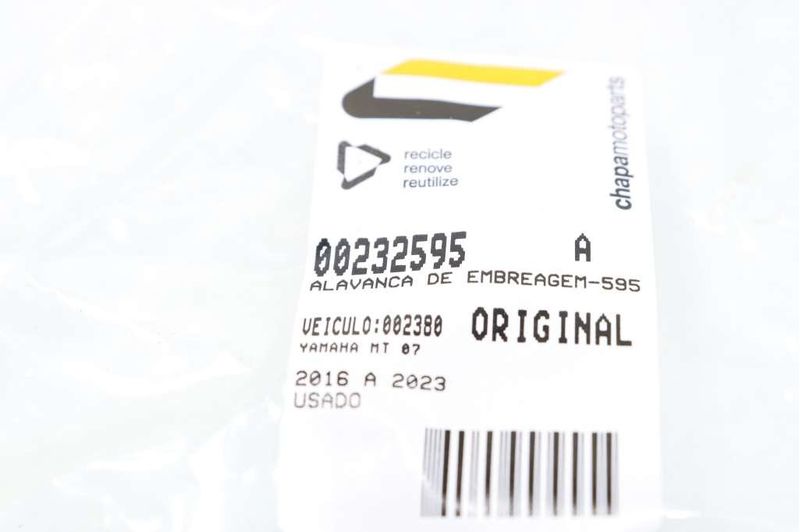 chapamotoparts
recicle
renove
reutilize
00232595 A
ALAVANCA DE EMBREAGEM-595
VEICULO:002380 ORIGINAL
YAMAHA MT 07
2016 A 2023
USADO